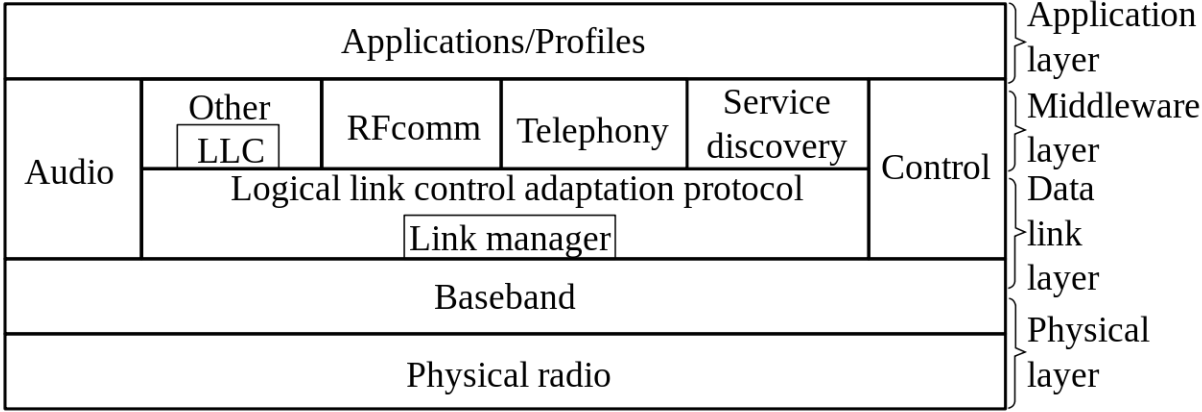 Applications/Profiles
Application
layer
Audio
Other
LLC
RFcomm
Telephony
Service
discovery
Control
Middleware
layer
Logical link control adaptation protocol
Link manager
Data
link
layer
Baseband
Physical radio
Physical
layer